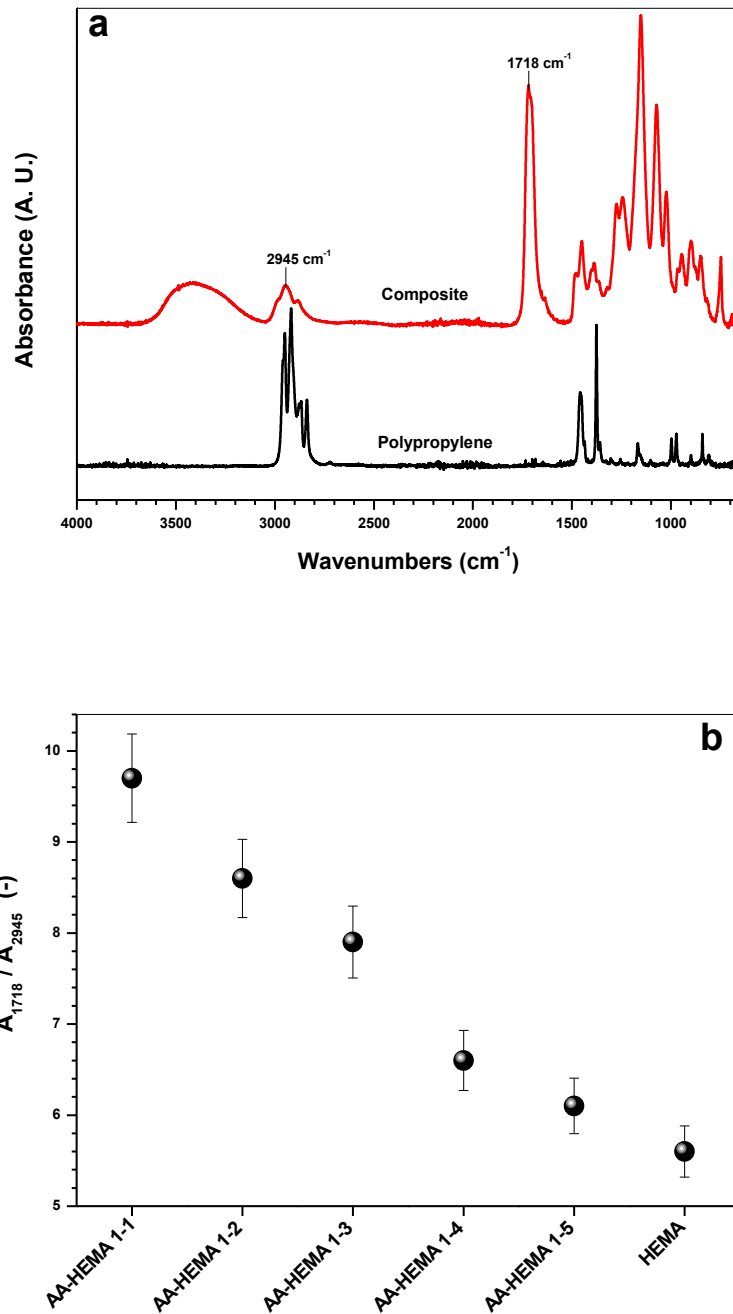 a
1718 cm⁻¹
2945 cm⁻¹
Composite
Polypropylene
Absorbance (A. U.)
4000 3500 3000 2500 2000 1500 1000
Wavenumbers (cm⁻¹)
b
10
9
8
7
6
5
A₁₇₁₈ / A₂₉₄₅ (-)
AA-HEMA 1-1
AA-HEMA 1-2
AA-HEMA 1-3
AA-HEMA 1-4
AA-HEMA 1-5
HEMA